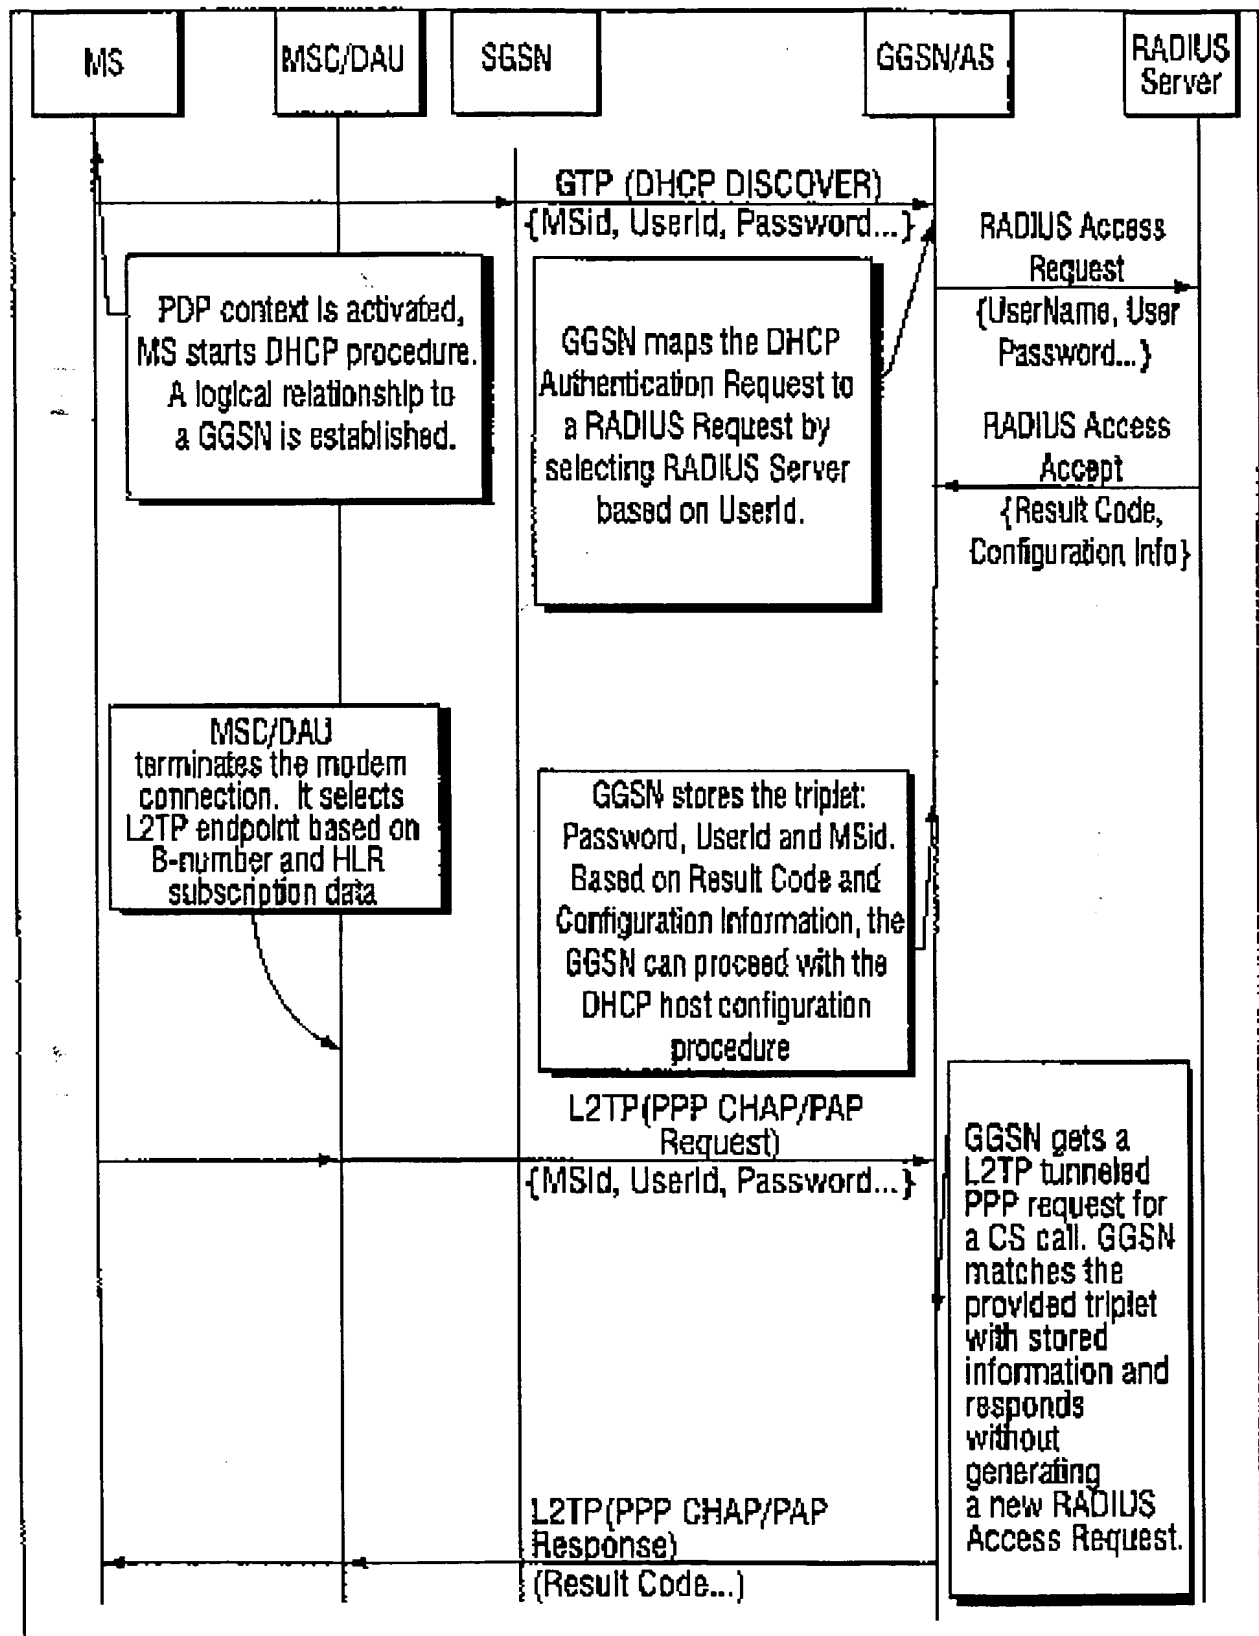 MS
MSC/DAU
SGSN
GGSN/AS
RADIUS
Server
GTP (DHCP DISCOVER)
{MSid, UserId, Password...}
RADIUS Access
Request
{UserName, User
Password...}
PDP context is activated,
MS starts DHCP procedure.
A logical relationship to
a GGSN is established.
GGSN maps the DHCP
Authentication Request to
a RADIUS Request by
selecting RADIUS Server
based on UserId.
RADIUS Access
Accept
{Result Code,
Configuration Info}
MSC/DAU
terminates the modem
connection. It selects
L2TP endpoint based on
B-number and HLR
subscription data
GGSN stores the triplet:
Password, UserId and MSid.
Based on Result Code and
Configuration Information, the
GGSN can proceed with the
DHCP host configuration
procedure
L2TP(PPP CHAP/PAP
Request)
{MSId, UserId, Password...}
GGSN gets a
L2TP tunneled
PPP request for
a CS call. GGSN
matches the
provided triplet
with stored
information and
responds
without
generating
a new RADIUS
Access Request.
L2TP(PPP CHAP/PAP
Response)
(Result Code...)